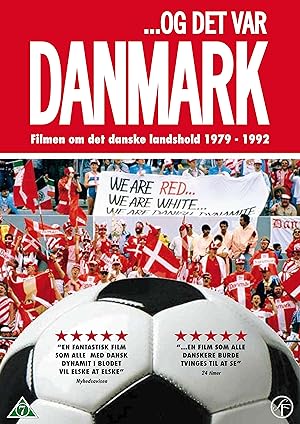 ...OG DET VAR
DANMARK
Filmen om det danske landshold 1979 - 1992
WE ARE RED...
WE ARE WHITE...
WE ARE DANISH DYNAMITE
★★★★★
"EN FANTASTISK FILM
SOM ALLE MED DANSK
DYNAMIT I BLODET
VIL ELSKE AT ELSKE"
Nyhedsavisen
★★★★★
"...EN FILM SOM ALLE
DANSKERE BURDE
TVINGES TIL AT SE"
24 timer
7
SF